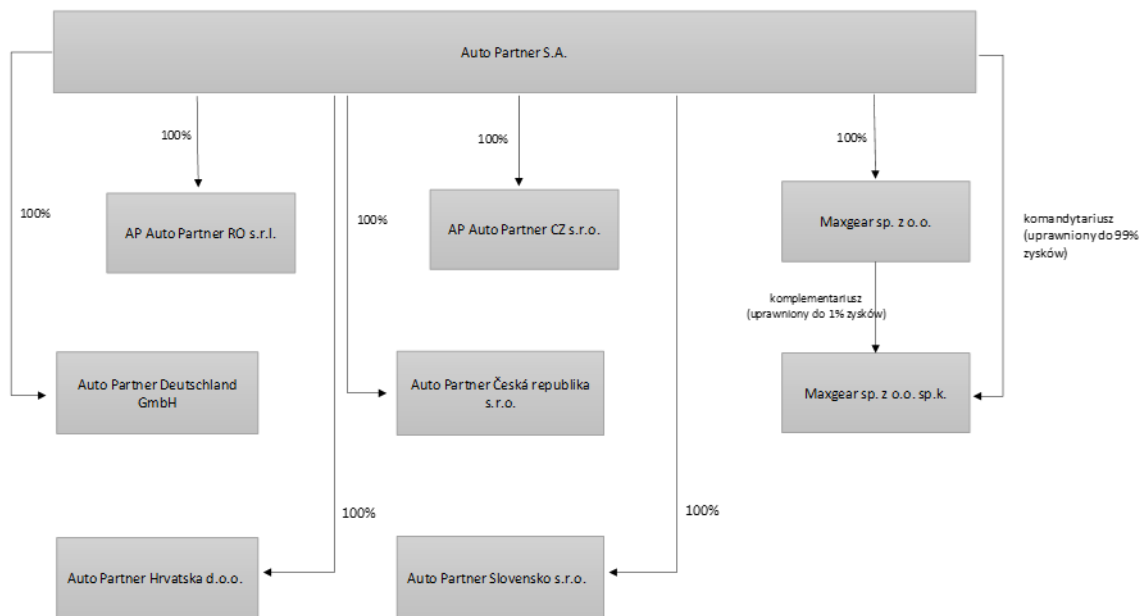 Auto Partner S.A.
100%
100%
100%
AP Auto Partner RO s.r.l.
AP Auto Partner CZ s.r.o.
Maxgear sp. z o.o.
100%
100%
komandytariusz
(uprawniony do 99%
zysków)
komplementariusz
(uprawniony do 1% zysków)
Auto Partner Deutschland
GmbH
Auto Partner Česká republika
s.r.o.
Maxgear sp. z o.o. sp.k.
100%
100%
Auto Partner Hrvatska d.o.o.
Auto Partner Slovensko s.r.o.